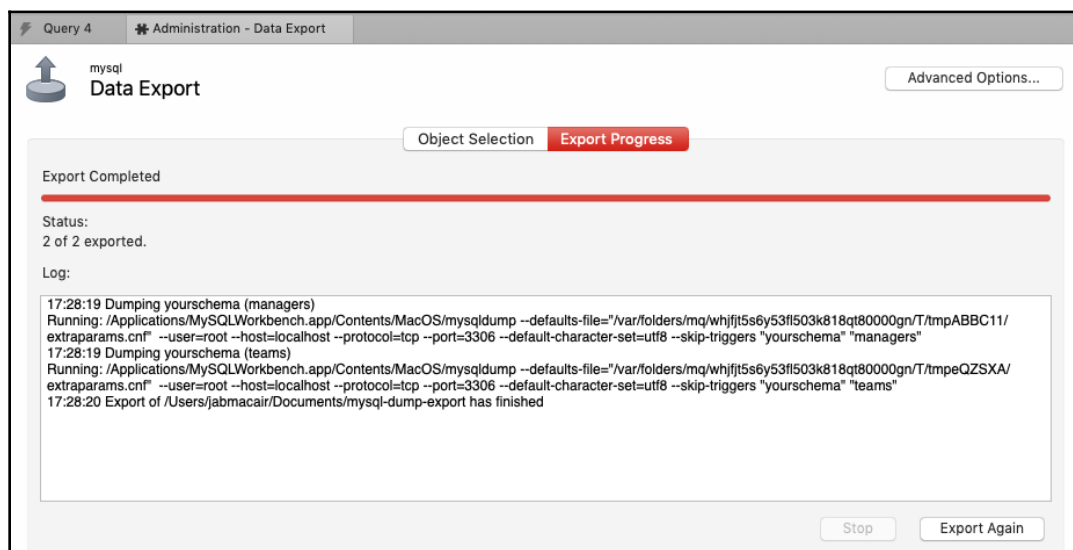 Query 4
Administration - Data Export
mysql
Data Export
Advanced Options...
Object Selection
Export Progress
Export Completed
Status:
2 of 2 exported.
Log:
17:28:19 Dumping yourschema (managers)
Running: /Applications/MySQLWorkbench.app/Contents/MacOS/mysqldump --defaults-file="/var/folders/mq/whjfjt5s6y53fl503k818qt80000gn/T/tmpABBC11/
extraparams.cnf"  --user=root --host=localhost --protocol=tcp --port=3306 --default-character-set=utf8 --skip-triggers "yourschema" "managers"
17:28:19 Dumping yourschema (teams)
Running: /Applications/MySQLWorkbench.app/Contents/MacOS/mysqldump --defaults-file="/var/folders/mq/whjfjt5s6y53fl503k818qt80000gn/T/tmpeQZSXA/
extraparams.cnf"  --user=root --host=localhost --protocol=tcp --port=3306 --default-character-set=utf8 --skip-triggers "yourschema" "teams"
17:28:20 Export of /Users/jabmacair/Documents/mysql-dump-export has finished
Stop
Export Again